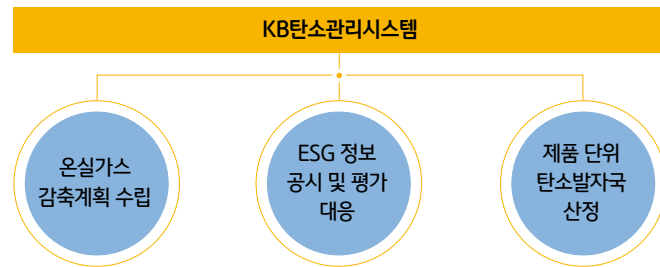 KB탄소관리시스템
온실가스
감축계획 수립
ESG 정보
공시 및 평가
대응
제품 단위
탄소발자국
산정